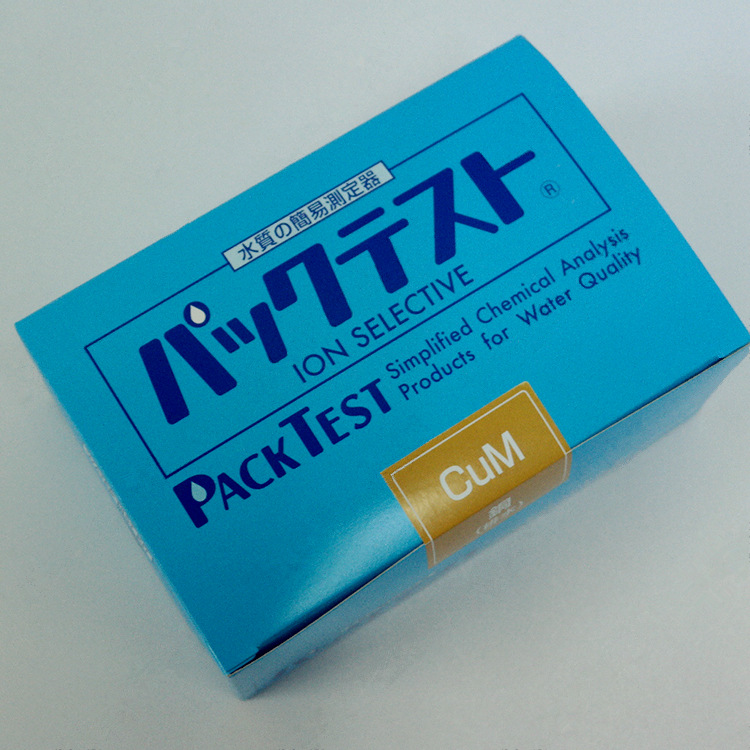 水質の簡易測定器
パックテスト®
ION SELECTIVE
PACKTEST
Simplified Chemical Analysis
Products for Water Quality
CuM
銅